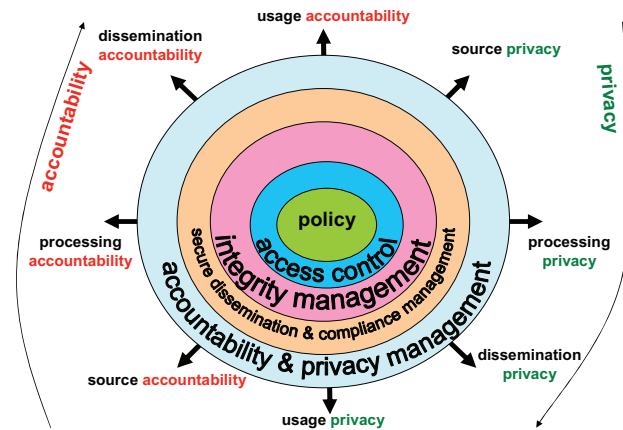 usage accountability
dissemination
accountability
source privacy
accountability
privacy
policy
access control
integrity management
secure dissemination & compliance management
accountability & privacy management
processing
accountability
processing
privacy
source accountability
dissemination
privacy
usage privacy